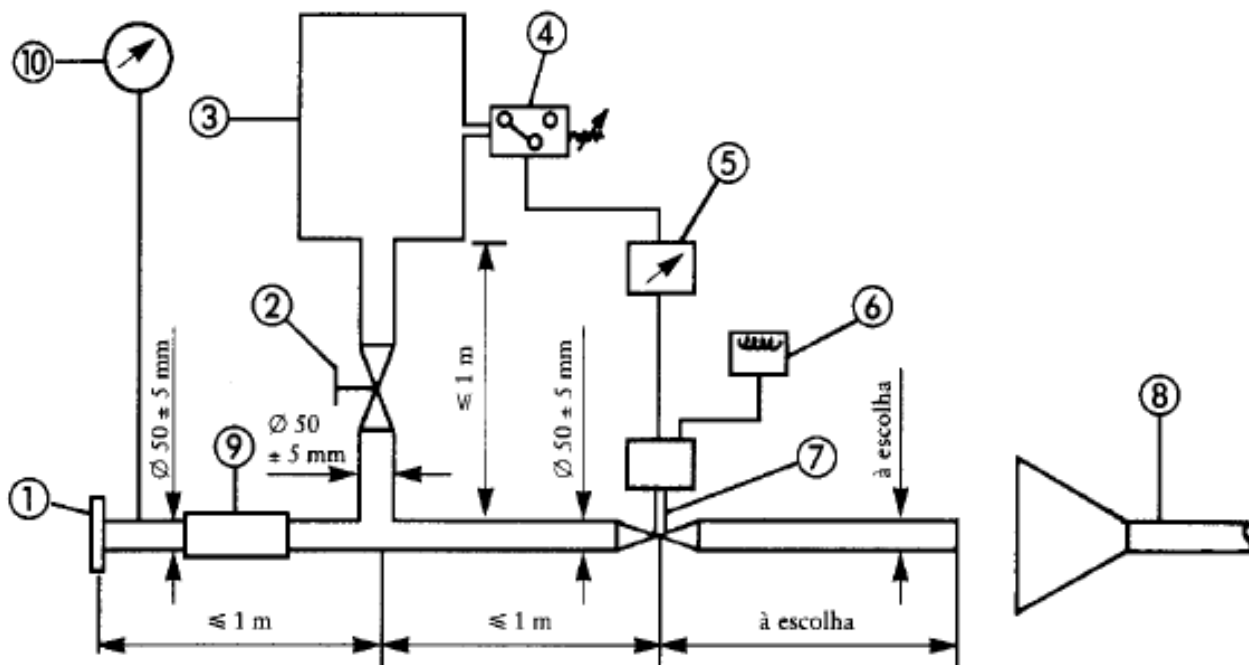 ⑩
④
③
⑤
②
⑥
⩽ 1 m
∅ 50 ± 5 mm
∅ 50
± 5 mm
∅ 50 ± 5 mm
à escolha
⑧
⑨
⑦
①
⩽ 1 m
⩽ 1 m
à escolha